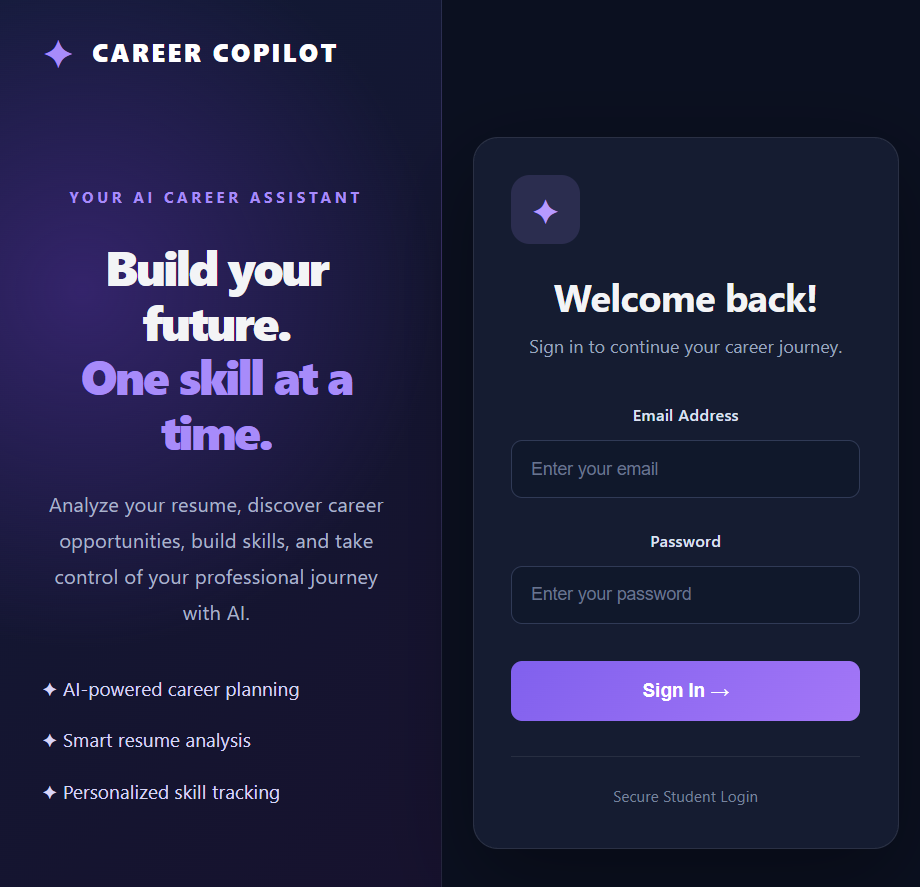 ✦ CAREER COPILOT
YOUR AI CAREER ASSISTANT
Build your
future.
One skill at a
time.
Analyze your resume, discover career
opportunities, build skills, and take
control of your professional journey
with AI.
✦ AI-powered career planning
✦ Smart resume analysis
✦ Personalized skill tracking
✦
Welcome back!
Sign in to continue your career journey.
Email Address
Enter your email
Password
Enter your password
Sign In →
Secure Student Login